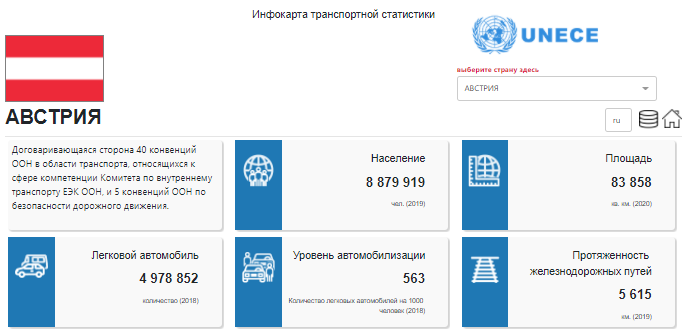 Инфокарта транспортной статистики
UNECE
выберите страну здесь
АВСТРИЯ
АВСТРИЯ
ru
Договаривающаяся сторона 40 конвенций
ООН в области транспорта, относящихся к
сфере компетенции Комитета по внутреннему
транспорту ЕЭК ООН, и 5 конвенций ООН по
безопасности дорожного движения.
Население
8 879 919
чел. (2019)
Площадь
83 858
кв. км. (2020)
Легковой автомобиль
4 978 852
количество (2018)
Уровень автомобилизации
563
Количество легковых автомобилей на 1000
человек (2018)
Протяженность
железнодорожных путей
5 615
км. (2019)